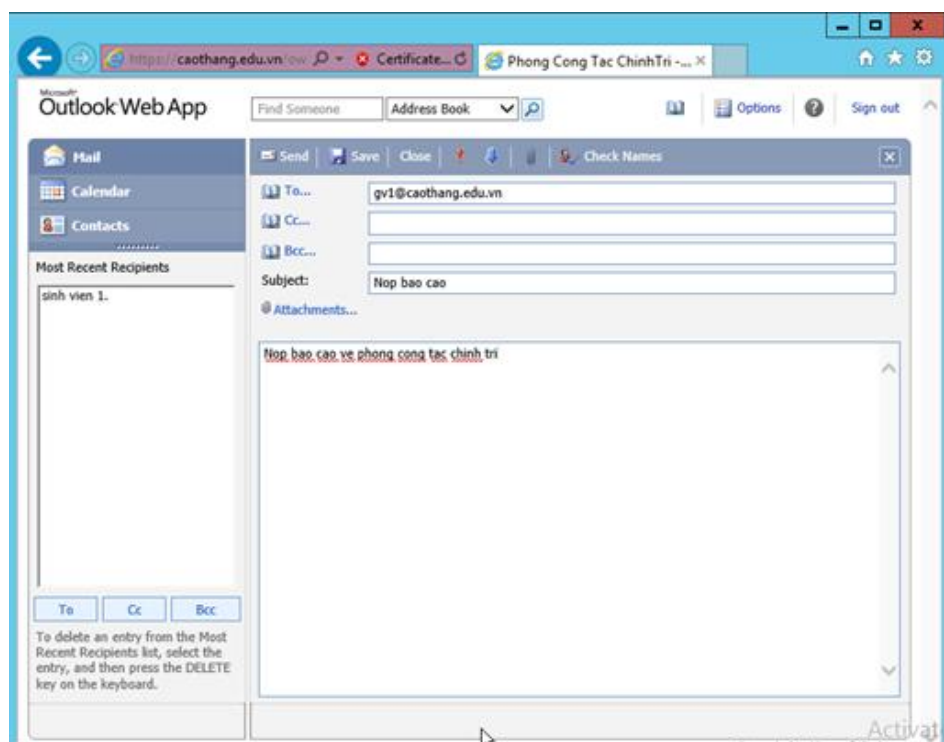 https://caothang.edu.vn/ow Certificate... Phong Cong Tac ChinhTri -...
Microsoft
Outlook Web App
Find Someone Address Book Options Sign out
Mail
Calendar
Contacts
Most Recent Recipients
sinh vien 1.
To Cc Bcc
To delete an entry from the Most
Recent Recipients list, select the
entry, and then press the DELETE
key on the keyboard.
Send Save Close Check Names
To... gv1@caothang.edu.vn
Cc...
Bcc...
Subject: Nop bao cao
Attachments...
Nop bao cao ve phong cong tac chinh tri
Activat